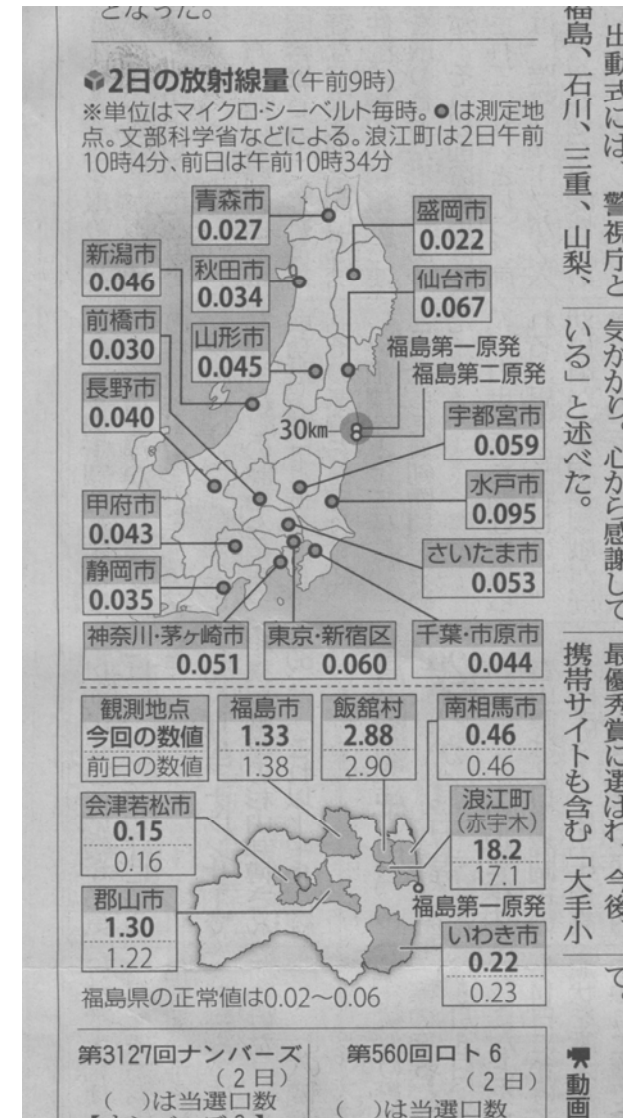 となった。
2日の放射線量(午前9時)
※単位はマイクロ・シーベルト毎時。●は測定地
点。文部科学省などによる。浪江町は2日午前
10時4分、前日は午前10時34分
青森市
0.027
盛岡市
0.022
新潟市
0.046
秋田市
0.034
仙台市
0.067
前橋市
0.030
山形市
0.045
福島第一原発
福島第二原発
長野市
0.040
30km
宇都宮市
0.059
甲府市
0.043
水戸市
0.095
静岡市
0.035
さいたま市
0.053
神奈川・茅ヶ崎市
0.051
東京・新宿区
0.060
千葉・市原市
0.044
観測地点
今回の数値
前日の数値
福島市
1.33
1.38
飯舘村
2.88
2.90
南相馬市
0.46
0.46
会津若松市
0.15
0.16
浪江町
(赤宇木)
18.2
17.1
郡山市
1.30
1.22
福島第一原発
いわき市
0.22
0.23
福島県の正常値は0.02〜0.06
第3127回ナンバーズ
(2日)
( )は当選口数
第560回ロト6
(2日)
( )は当選口数
出動式には、警視庁と
福島、石川、三重、山梨、
気がかり。心から感謝して
いる」と述べた。
最優秀賞に選ばれ、今後、
携帯サイトも含む「大手小
で。
動画